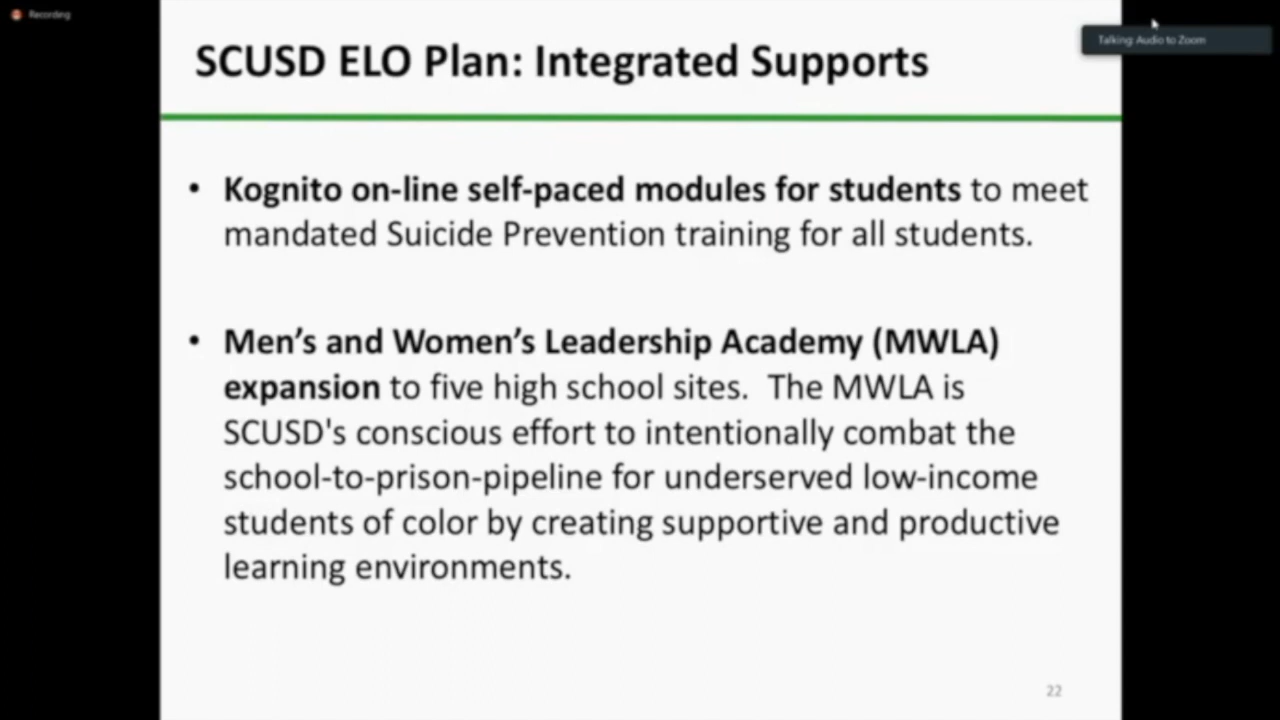 Recording
Talking: Audio to Zoom
SCUSD ELO Plan: Integrated Supports
• Kognito on-line self-paced modules for students to meet
mandated Suicide Prevention training for all students.
• Men’s and Women’s Leadership Academy (MWLA)
expansion to five high school sites.  The MWLA is
SCUSD's conscious effort to intentionally combat the
school-to-prison-pipeline for underserved low-income
students of color by creating supportive and productive
learning environments.
22